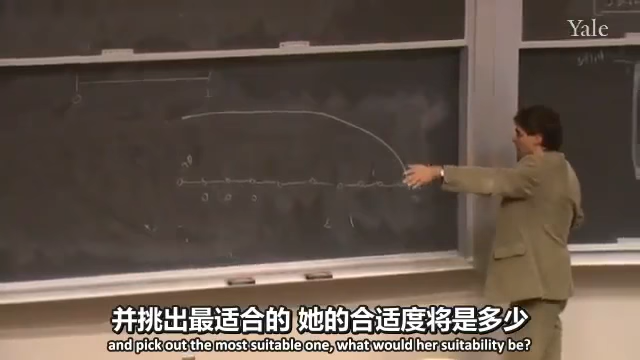 Yale
并挑出最适合的 她的合适度将是多少
and pick out the most suitable one, what would her suitability be?